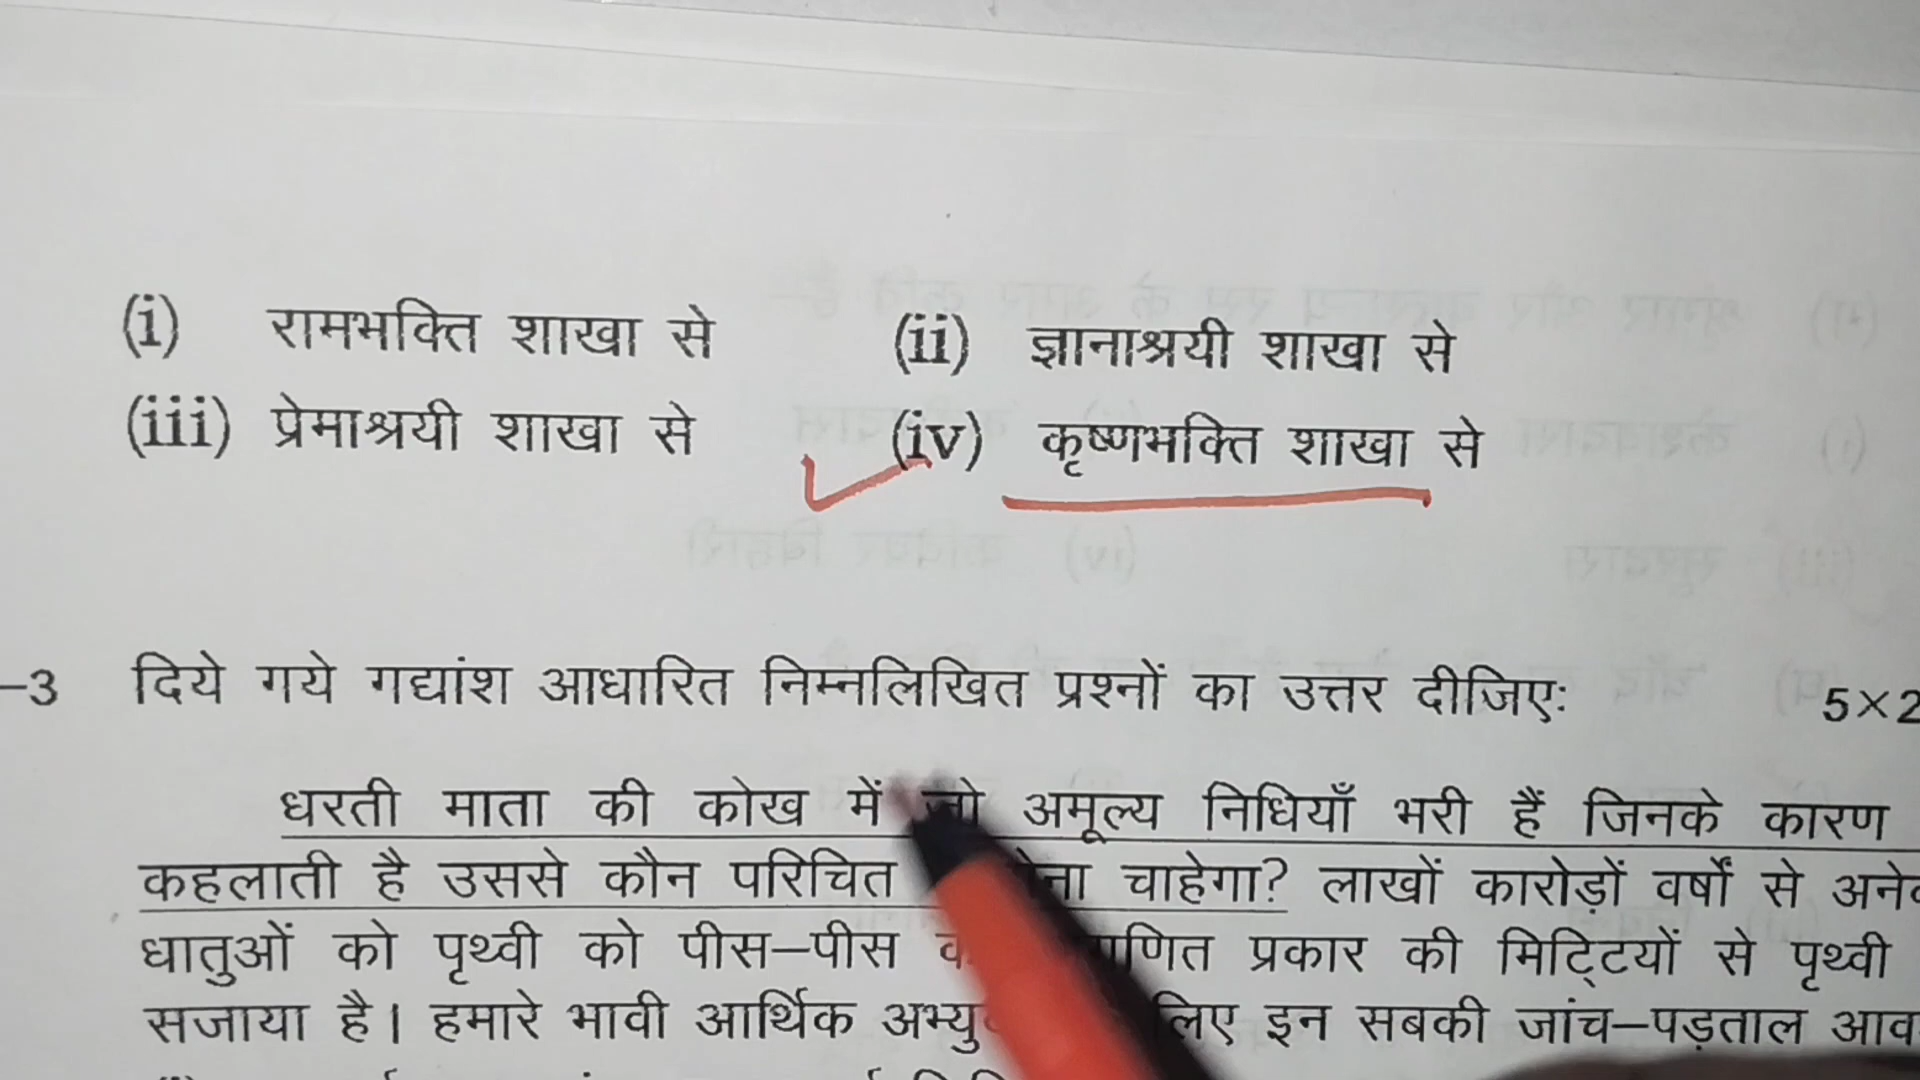 (i) रामभक्ति शाखा से (ii) ज्ञानाश्रयी शाखा से
(iii) प्रेमाश्रयी शाखा से (iv) कृष्णभक्ति शाखा से
–3 दिये गये गद्यांश आधारित निम्नलिखित प्रश्नों का उत्तर दीजिएः 5×2
धरती माता की कोख में जो अमूल्य निधियाँ भरी हैं जिनके कारण
कहलाती है उससे कौन परिचित चाहेगा? लाखों कारोड़ों वर्षों से
धातुओं को पृथ्वी को पीस–पीस प्रकार की मिट्टियों से पृथ्वी
सजाया है। हमारे भावी आर्थिक लिए इन सबकी जांच–पड़ताल